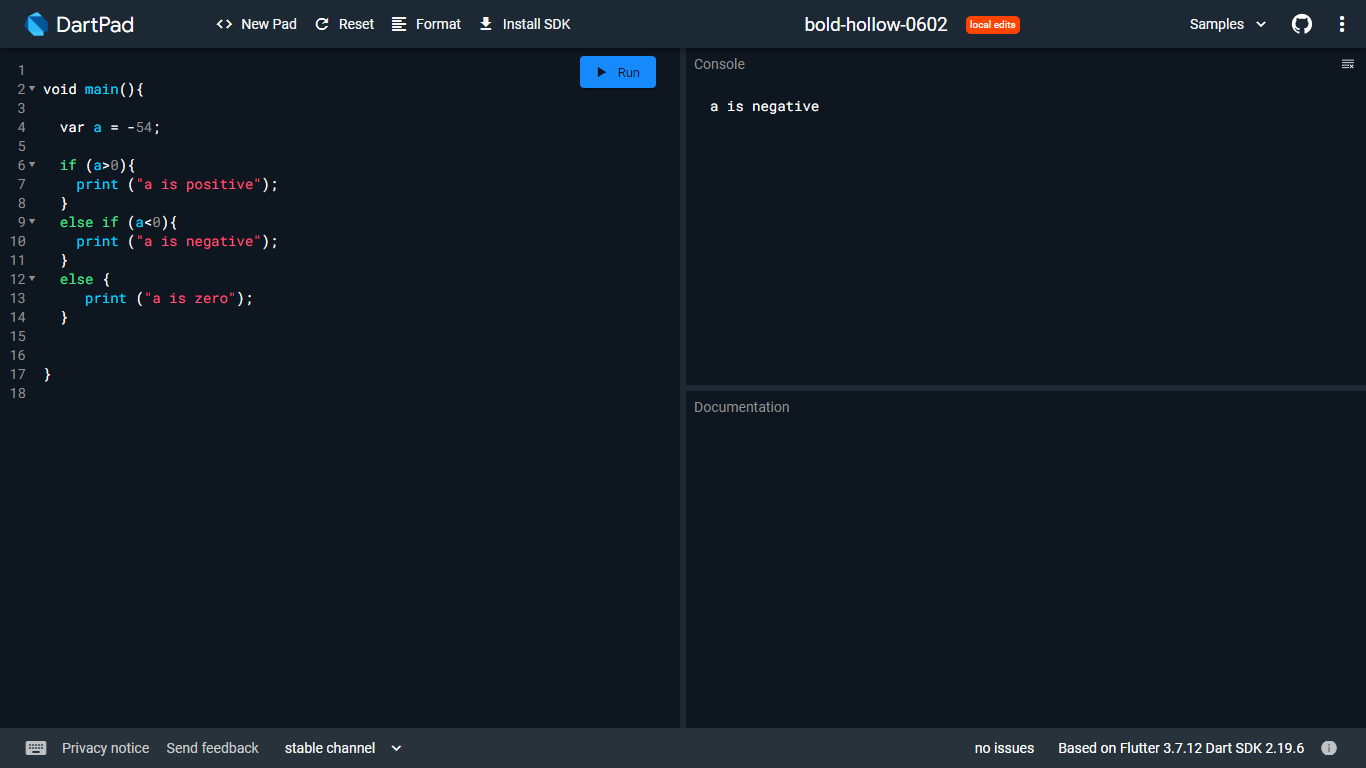 DartPad
New Pad
Reset
Format
Install SDK
bold-hollow-0602
local edits
Samples
Run
1
2 void main(){
3
4 var a = -54;
5
6 if (a>0){
7 print ("a is positive");
8 }
9 else if (a<0){
10 print ("a is negative");
11 }
12 else {
13 print ("a is zero");
14 }
15
16
17 }
18
Console
a is negative
Documentation
Privacy notice
Send feedback
stable channel
no issues
Based on Flutter 3.7.12 Dart SDK 2.19.6